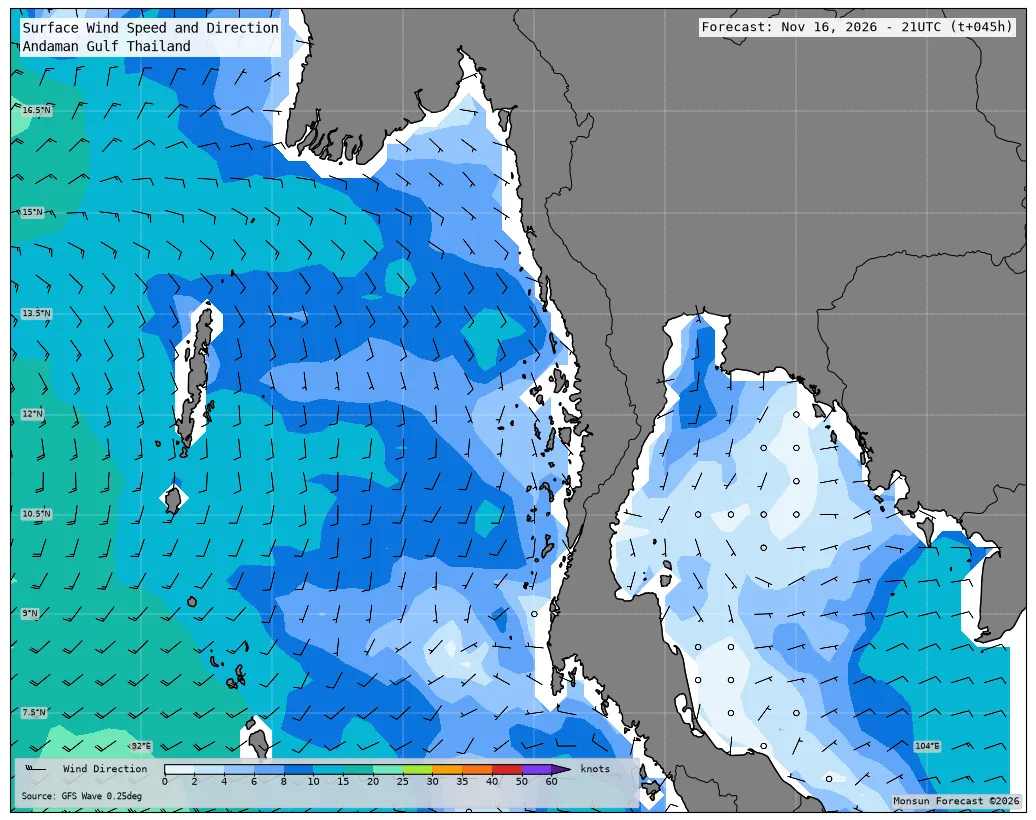 Surface Wind Speed and Direction
Andaman Gulf Thailand
Forecast: Nov 16, 2026 - 21UTC (t+045h)
16.5°N
15°N
13.5°N
12°N
10.5°N
9°N
7.5°N
92°E
104°E
Wind Direction
knots
0 2 4 6 8 10 15 20 25 30 35 40 50 60
Source: GFS Wave 0.25deg
Monsun Forecast ©2026